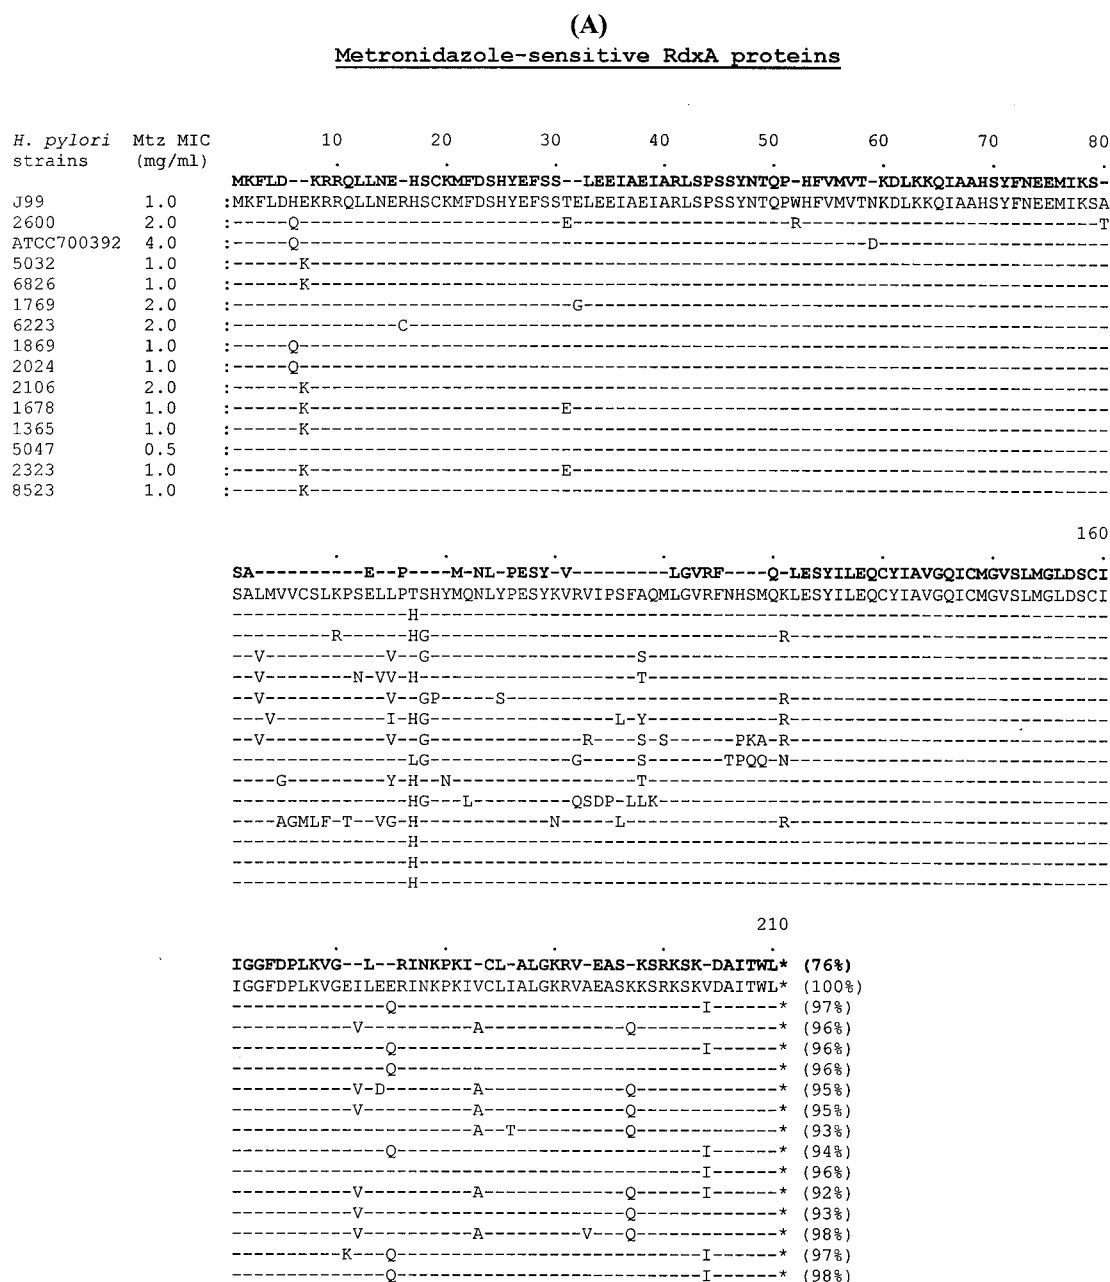 (A)
Metronidazole-sensitive RdxA proteins
H. pylori Mtz MIC 10 20 30 40 50 60 70 80
strains (mg/ml) . . . . . . . .
MKFLD--KRRQLLNE-HSCKMFDSHYEFSS--LEEIAEIARLSPSSYNTQP-HFVMVT-KDLKKQIAAHSYFNEEMIKS-
J99 1.0 :MKFLDHEKRRQLLNERHSCKMFDSHYEFSSTELEEIAEIARLSPSSYNTQPWHFVMVTNKDLKKQIAAHSYFNEEMIKSA
2600 2.0 :-----Q------------------------E--------------------R---------------------------T
ATCC700392 4.0 :-----Q----------------------------------------------------D---------------------
5032 1.0 :------K-------------------------------------------------------------------------
6826 1.0 :------K-------------------------------------------------------------------------
1769 2.0 :-------------------------------G------------------------------------------------
6223 2.0 :---------------C----------------------------------------------------------------
1869 1.0 :-----Q--------------------------------------------------------------------------
2024 1.0 :-----Q--------------------------------------------------------------------------
2106 2.0 :------K-------------------------------------------------------------------------
1678 1.0 :------K-----------------------E-------------------------------------------------
1365 1.0 :------K-------------------------------------------------------------------------
5047 0.5 :--------------------------------------------------------------------------------
2323 1.0 :------K-----------------------E-------------------------------------------------
8523 1.0 :------K-------------------------------------------------------------------------
160
. . . . . . . .
SA----------E--P----M-NL-PESY-V---------LGVRF----Q-LESYILEQCYIAVGQICMGVSLMGLDSCI
SALMVVCSLKPSELLPTSHYMQNLYPESYKVRVIPSFAQMLGVRFNHSMQKLESYILEQCYIAVGQICMGVSLMGLDSCI
----------------H---------------------------------------------------------------
---------R------HG--------------------------------R-----------------------------
--V-----------V--G-------------------S------------------------------------------
--V--------N-VV-H--------------------T------------------------------------------
--V-----------V--GP-----S-------------------------R-----------------------------
---V----------I-HG-----------------L-Y------------R-----------------------------
--V-----------V--G--------------R----S-S------PKA-R-----------------------------
----------------LG-------------G-----S-------TPQQ-N-----------------------------
----G---------Y-H--N-----------------T------------------------------------------
----------------HG---L---------QSDP-LLK-----------------------------------------
----AGMLF-T--VG-H------------N-----L--------------R-----------------------------
----------------H---------------------------------------------------------------
----------------H---------------------------------------------------------------
----------------H---------------------------------------------------------------
210
. . . . .
IGGFDPLKVG--L--RINKPKI-CL-ALGKRV-EAS-KSRKSK-DAITWL* (76%)
IGGFDPLKVGEILEERINKPKIVCLIALGKRVAEASKKSRKSKVDAITWL* (100%)
--------------Q----------------------------I------* (97%)
-----------V----------A-------------Q-------------* (96%)
--------------Q----------------------------I------* (96%)
--------------Q-----------------------------------* (96%)
-----------V-D--------A-------------Q-------------* (95%)
-----------V----------A-------------Q-------------* (95%)
----------------------A--T----------Q-------------* (93%)
--------------Q----------------------------I------* (94%)
-------------------------------------------I------* (96%)
-----------V----------A-------------Q------I------* (92%)
-----------V------------------------Q-------------* (93%)
-----------V----------A---------V---Q-------------* (98%)
----------K---Q----------------------------I------* (97%)
--------------Q----------------------------I------* (98%)